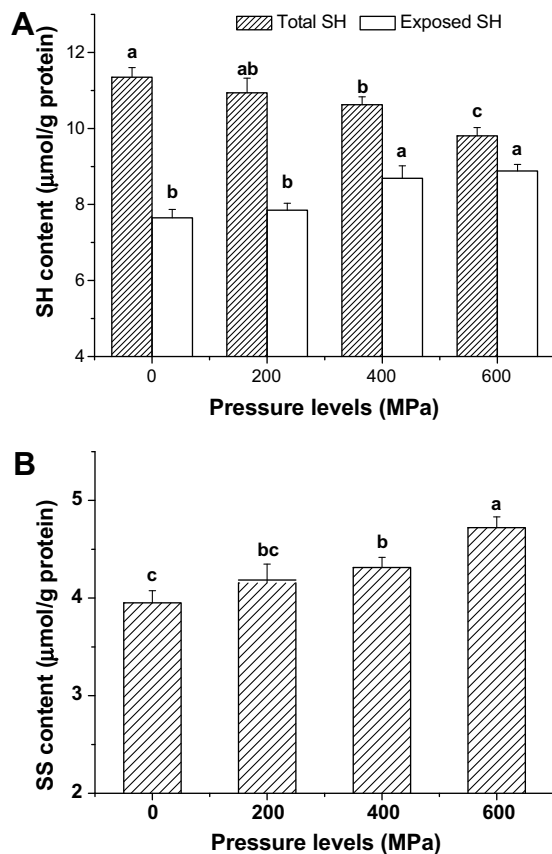 A
Total SH Exposed SH
a
ab
b
c
b
b
a
a
12
10
8
6
4
SH content (μmol/g protein)
0 200 400 600
Pressure levels (MPa)
B
c
bc
b
a
5
4
3
2
SS content (μmol/g protein)
0 200 400 600
Pressure levels (MPa)